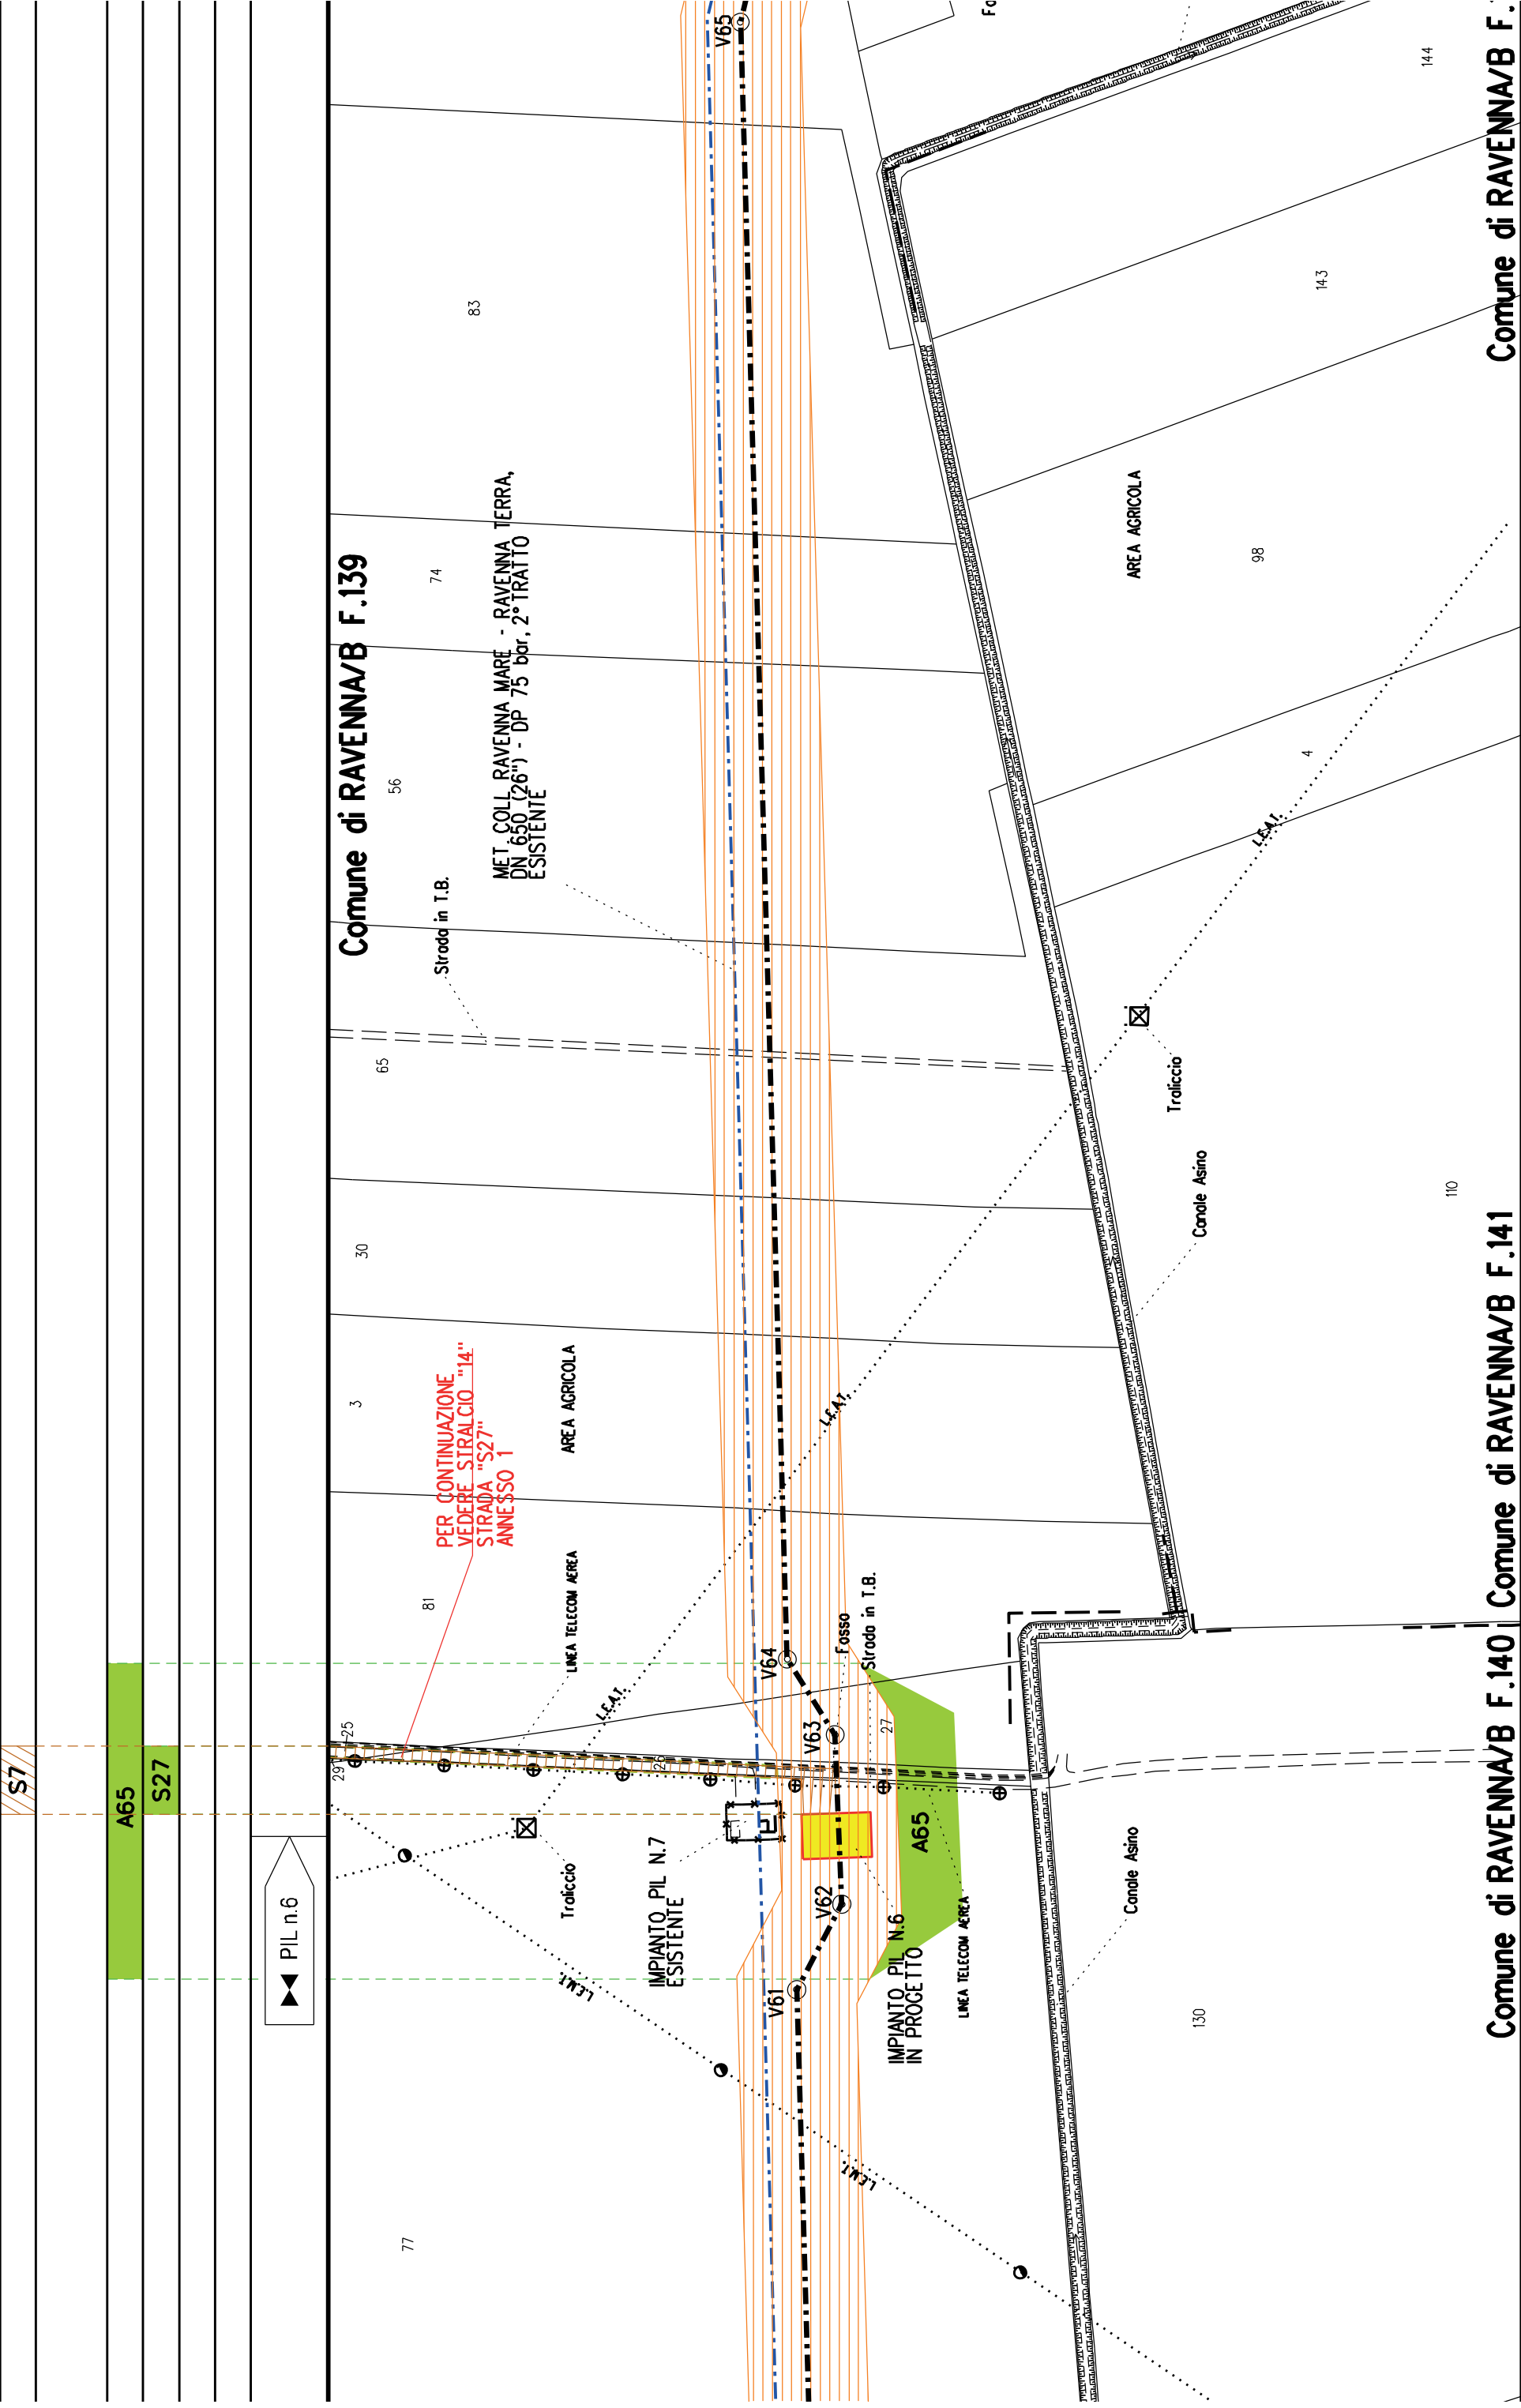 S7
A65
S27
PIL n.6
Comune di RAVENNA/B F.139
83
74
56
65
30
3
81
25
29
26
27
77
MET. COLL. RAVENNA MARE - RAVENNA TERRA,
DN 650 (26") - DP 75 bar, 2° TRATTO
ESISTENTE
Strada in T.B.
PER CONTINUAZIONE
VEDERE STRALCIO "14"
STRADA "S27"
ANNESSO 1
AREA AGRICOLA
LINEA TELECOM AEREA
L.E.A.T.
Traliccio
IMPIANTO PIL N.7
ESISTENTE
L.E.M.T.
V61
V62
V63
V64
V65
L.E.A.T.
Fosso
Strada in T.B.
A65
IMPIANTO PIL N.6
IN PROGETTO
LINEA TELECOM AEREA
L.E.M.T.
Canale Asino
130
Canale Asino
Traliccio
L.E.A.T.
AREA AGRICOLA
144
143
98
4
110
Comune di RAVENNA/B F.140
Comune di RAVENNA/B F.141
Comune di RAVENNA/B F.